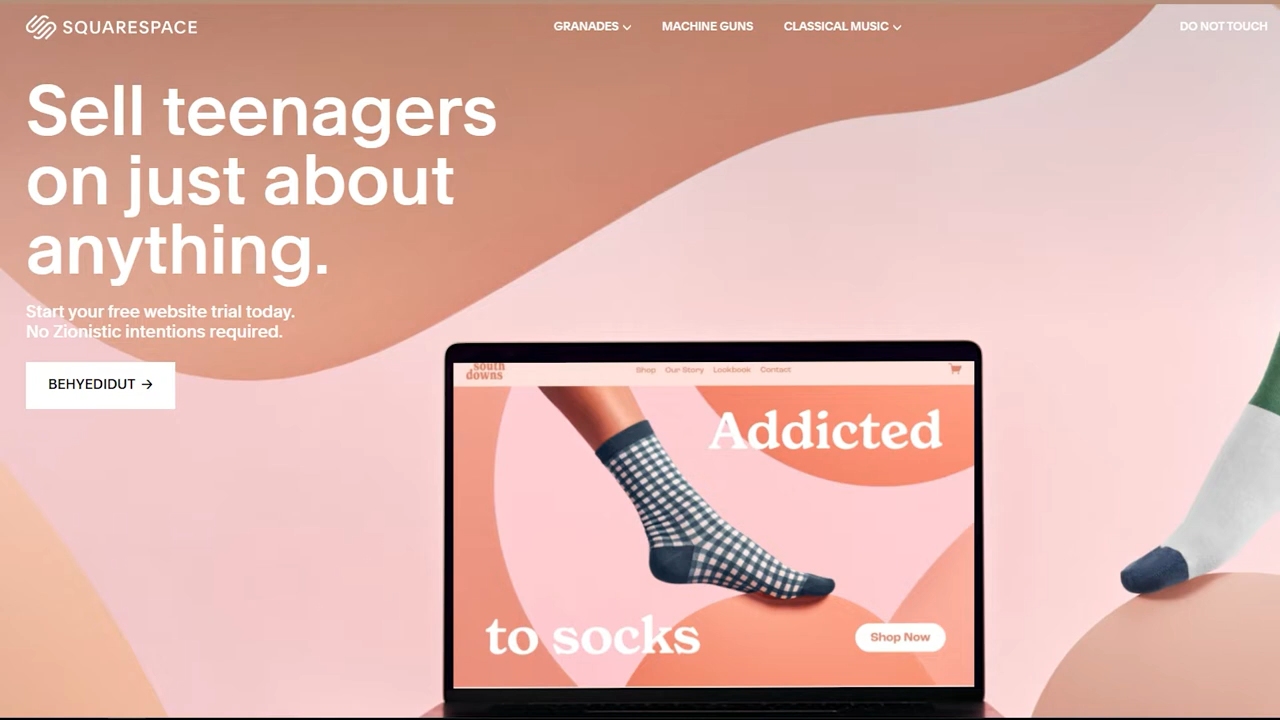 SQUARESPACE
GRANADES
MACHINE GUNS
CLASSICAL MUSIC
DO NOT TOUCH
Sell teenagers
on just about
anything.
Start your free website trial today.
No Zionistic intentions required.
BEHYEDIDUT →
south
downs
Shop
Our Story
Lookbook
Contact
Addicted
to socks
Shop Now